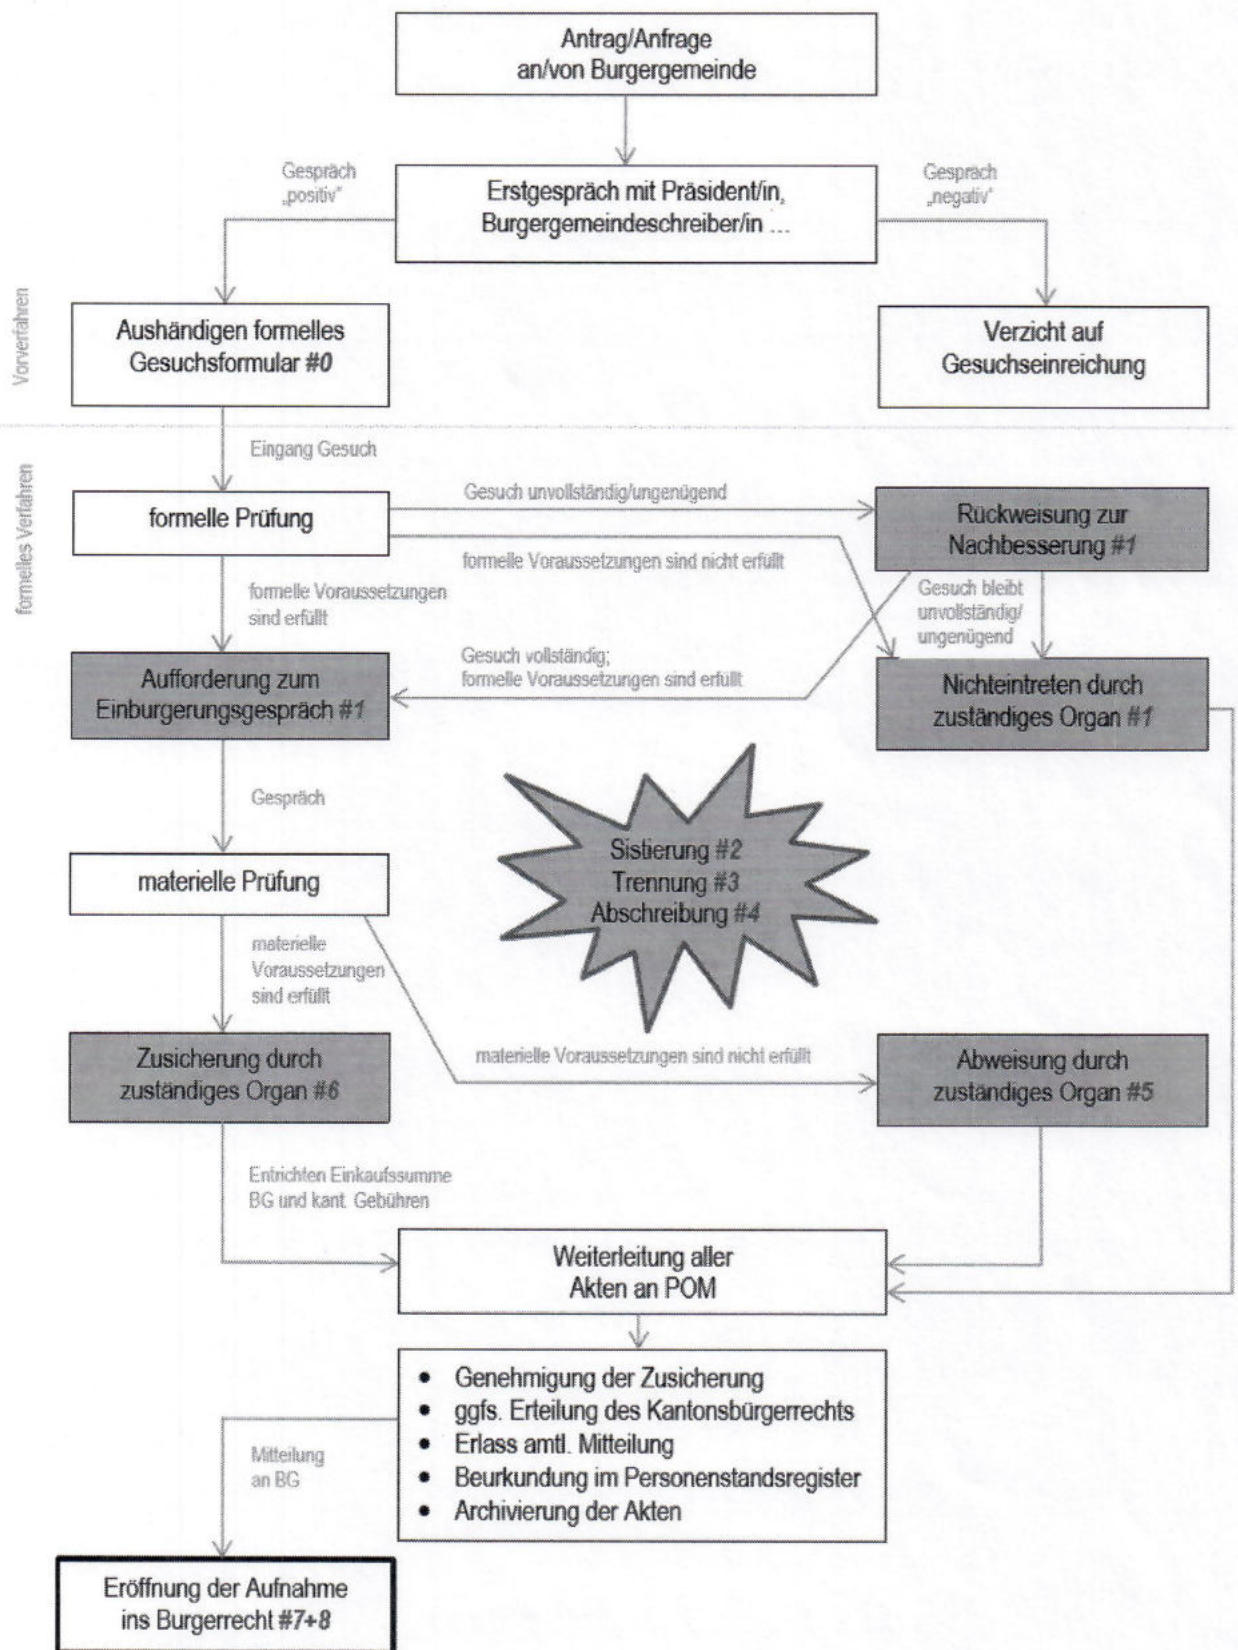 Antrag/Anfrage
an/von Burgergemeinde
Gespräch
„positiv"
Erstgespräch mit Präsident/in,
Burgergemeindeschreiber/in ...
Gespräch
„negativ"
Vorverfahren
Aushändigen formelles
Gesuchsformular #0
Verzicht auf
Gesuchseinreichung
formelles Verfahren
Eingang Gesuch
formelle Prüfung
Gesuch unvollständig/ungenügend
Rückweisung zur
Nachbesserung #1
formelle Voraussetzungen sind nicht erfüllt
formelle Voraussetzungen
sind erfüllt
Gesuch bleibt
unvollständig/
ungenügend
Gesuch vollständig;
formelle Voraussetzungen sind erfüllt
Aufforderung zum
Einburgerungsgespräch #1
Nichteintreten durch
zuständiges Organ #1
Gespräch
Sistierung #2
Trennung #3
Abschreibung #4
materielle Prüfung
materielle
Voraussetzungen
sind erfüllt
materielle Voraussetzungen sind nicht erfüllt
Zusicherung durch
zuständiges Organ #6
Abweisung durch
zuständiges Organ #5
Entrichten Einkaufssumme
BG und kant. Gebühren
Weiterleitung aller
Akten an POM
• Genehmigung der Zusicherung
• ggfs. Erteilung des Kantonsbürgerrechts
• Erlass amtl. Mitteilung
• Beurkundung im Personenstandsregister
• Archivierung der Akten
Mitteilung
an BG
Eröffnung der Aufnahme
ins Burgerrecht #7+8